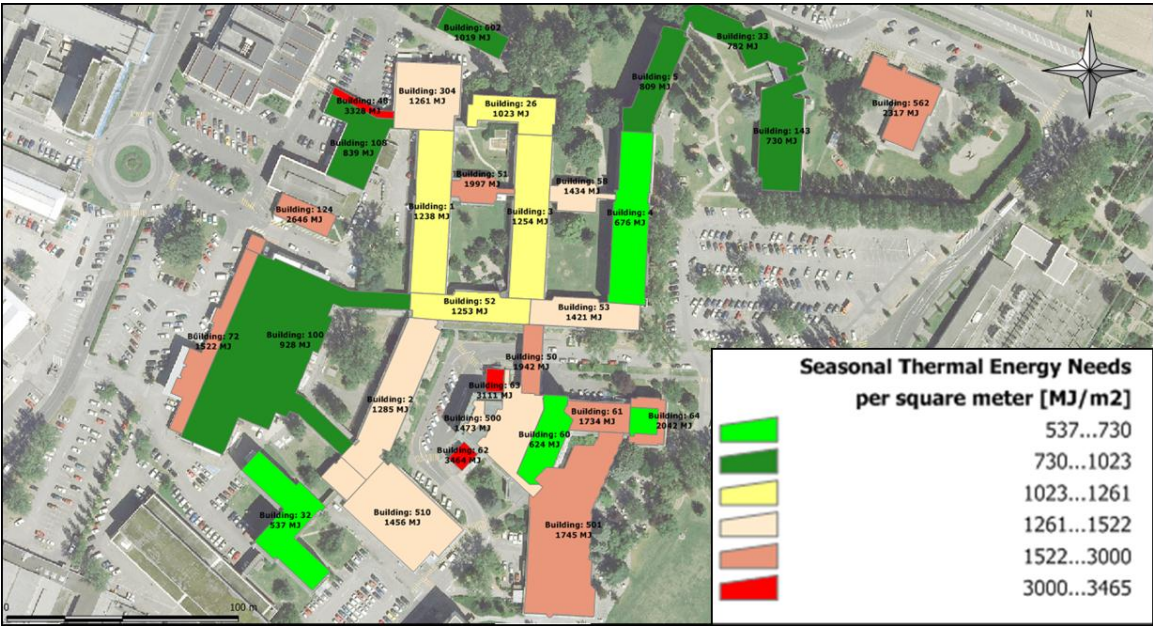 N
Building: 602
1019 MJ
Building: 33
782 MJ
Building: 304
1261 MJ
Building: 5
809 MJ
Building: 48
3328 MJ
Building: 26
1023 MJ
Building: 562
2317 MJ
Building: 143
730 MJ
Building: 108
839 MJ
Building: 51
1997 MJ
Building: 58
1434 MJ
Building: 124
2646 MJ
Building: 1
1238 MJ
Building: 3
1254 MJ
Building: 4
676 MJ
Building: 52
1253 MJ
Building: 53
1421 MJ
Building: 72
1522 MJ
Building: 100
928 MJ
Building: 50
1942 MJ
Building: 63
3111 MJ
Building: 2
1285 MJ
Building: 500
1473 MJ
Building: 61
1734 MJ
Building: 64
2042 MJ
Building: 60
624 MJ
Building: 62
3464 MJ
Building: 32
537 MJ
Building: 510
1456 MJ
Building: 501
1745 MJ
0
100 m
Seasonal Thermal Energy Needs
per square meter [MJ/m2]
537...730
730...1023
1023...1261
1261...1522
1522...3000
3000...3465